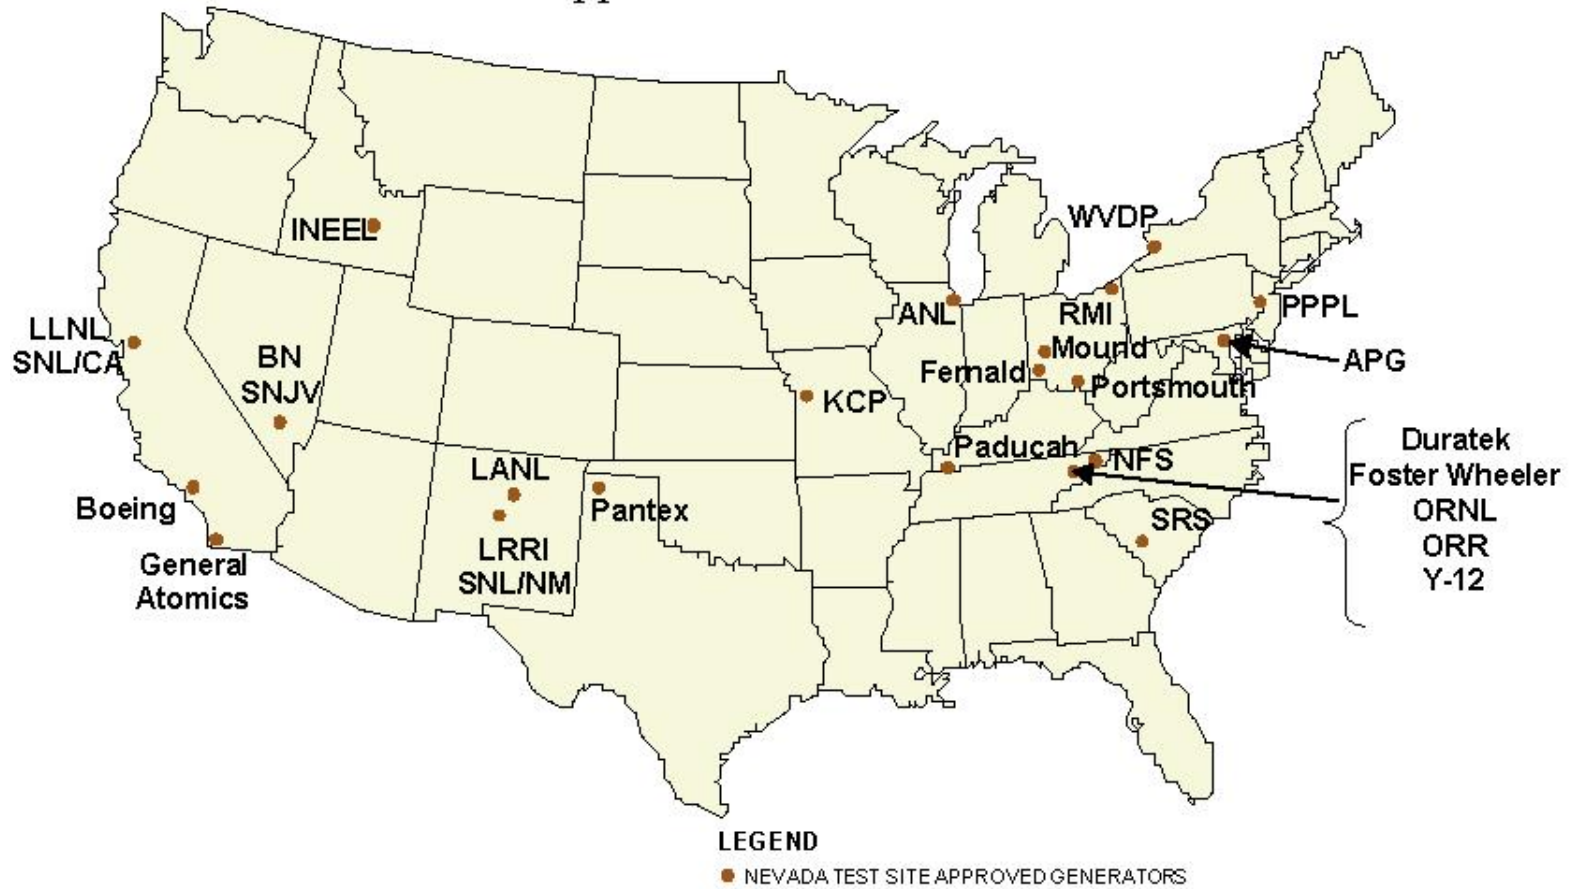 WVDP
INEEL
ANL
RMI
PPPL
LLNL
SNL/CA
BN
SNJV
Mound
APG
Fernald
Portsmouth
KCP
Paducah
NFS
Duratek
Foster Wheeler
ORNL
ORR
Y-12
LANL
Boeing
Pantex
SRS
LRRI
SNL/NM
General
Atomics
LEGEND
NEVADA TEST SITE APPROVED GENERATORS